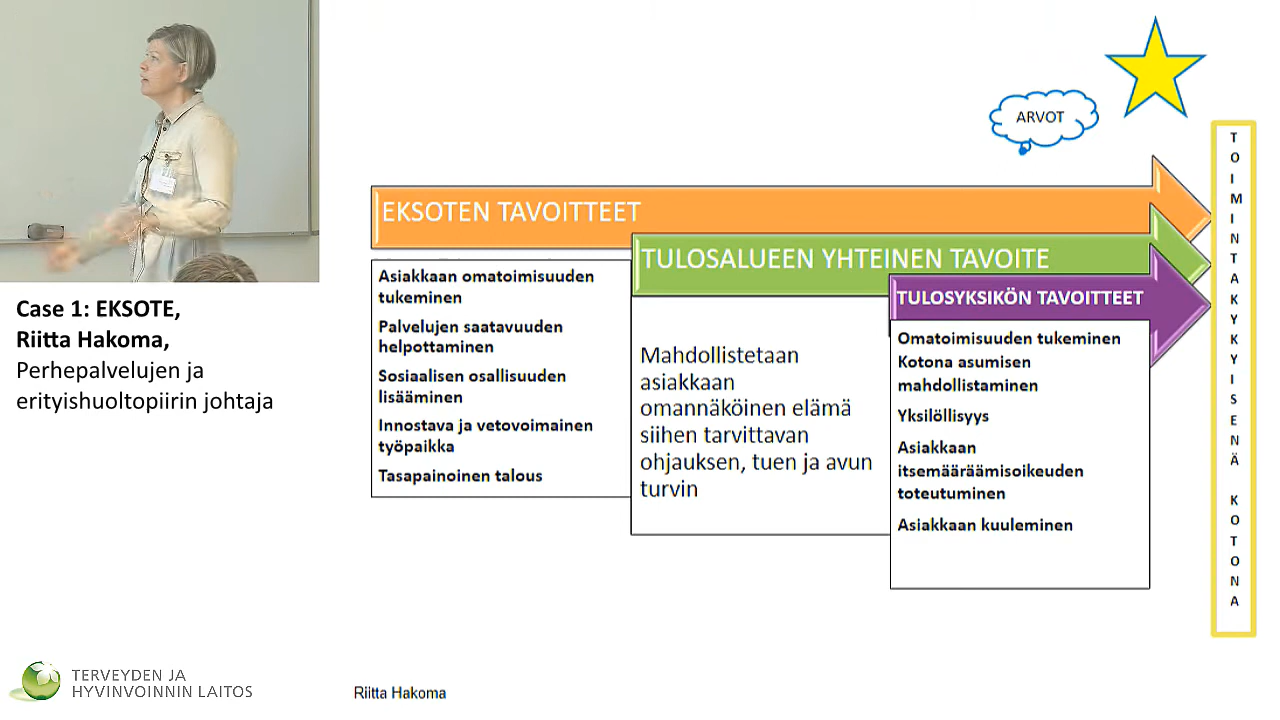 Case 1: EKSOTE,
Riitta Hakoma,
Perhepalvelujen ja
erityishuoltopiirin johtaja
TERVEYDEN JA
HYVINVOINNIN LAITOS
ARVOT
EKSOTEN TAVOITTEET
Asiakkaan omatoimisuuden
tukeminen
Palvelujen saatavuuden
helpottaminen
Sosiaalisen osallisuuden
lisääminen
Innostava ja vetovoimainen
työpaikka
Tasapainoinen talous
TULOSALUEEN YHTEINEN TAVOITE
Mahdollistetaan
asiakkaan
omannäköinen elämä
siihen tarvittavan
ohjauksen, tuen ja avun
turvin
TULOSYKSIKÖN TAVOITTEET
Omatoimisuuden tukeminen
Kotona asumisen
mahdollistaminen
Yksilöllisyys
Asiakkaan
itsemääräämisoikeuden
toteutuminen
Asiakkaan kuuleminen
TOIMINTAKYKYISENÄ KOTONA
Riitta Hakoma